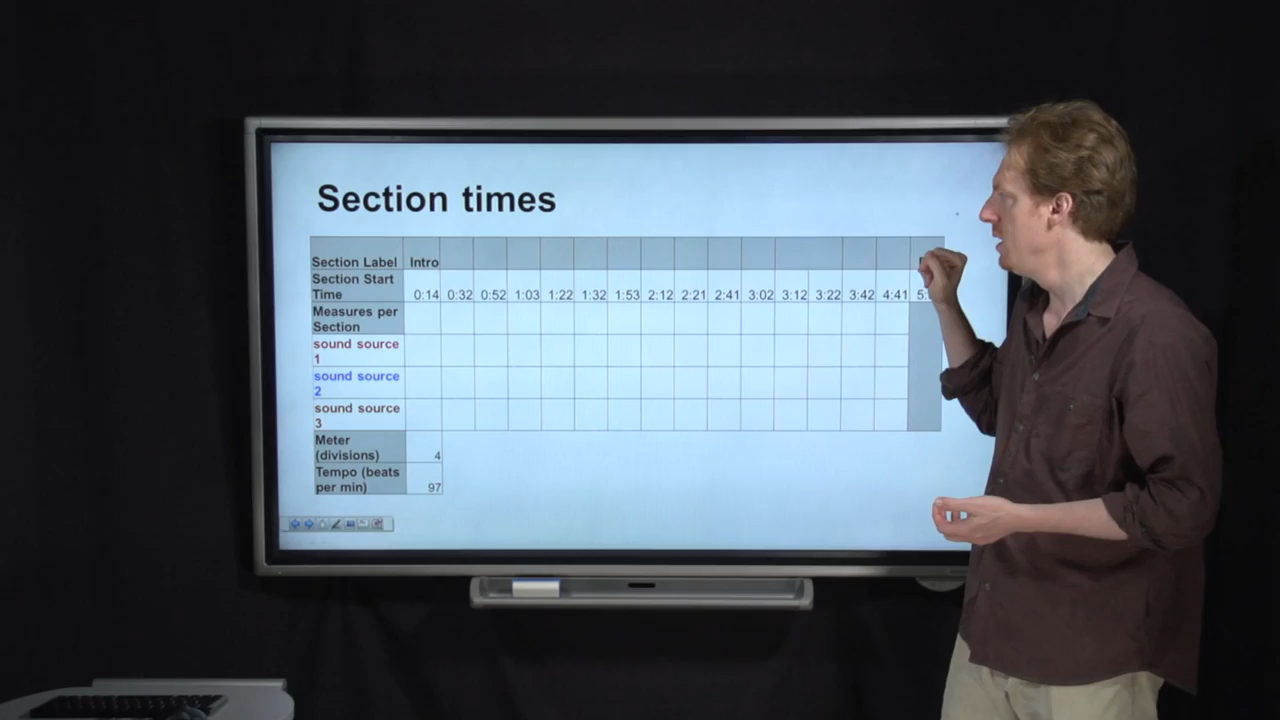 Section times
Section Label Intro
Section Start
Time 0:14 0:32 0:52 1:03 1:22 1:32 1:53 2:12 2:21 2:41 3:02 3:12 3:22 3:42 4:41
Measures per
Section
sound source
1
sound source
2
sound source
3
Meter
(divisions) 4
Tempo (beats
per min) 97